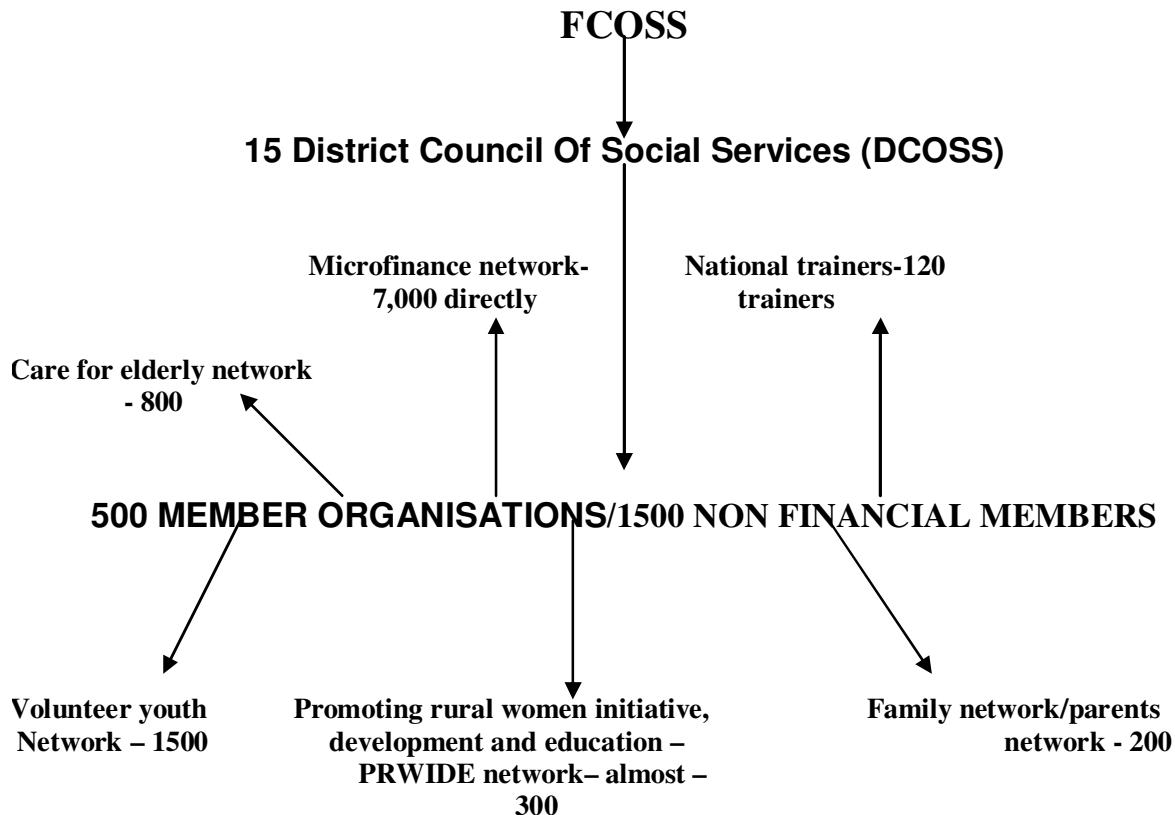 FCOSS
15 District Council Of Social Services (DCOSS)
Microfinance network-
7,000 directly
National trainers-120
trainers
Care for elderly network
- 800
500 MEMBER ORGANISATIONS/1500 NON FINANCIAL MEMBERS
Volunteer youth
Network – 1500
Promoting rural women initiative,
development and education –
PRWIDE network– almost –
300
Family network/parents
network - 200